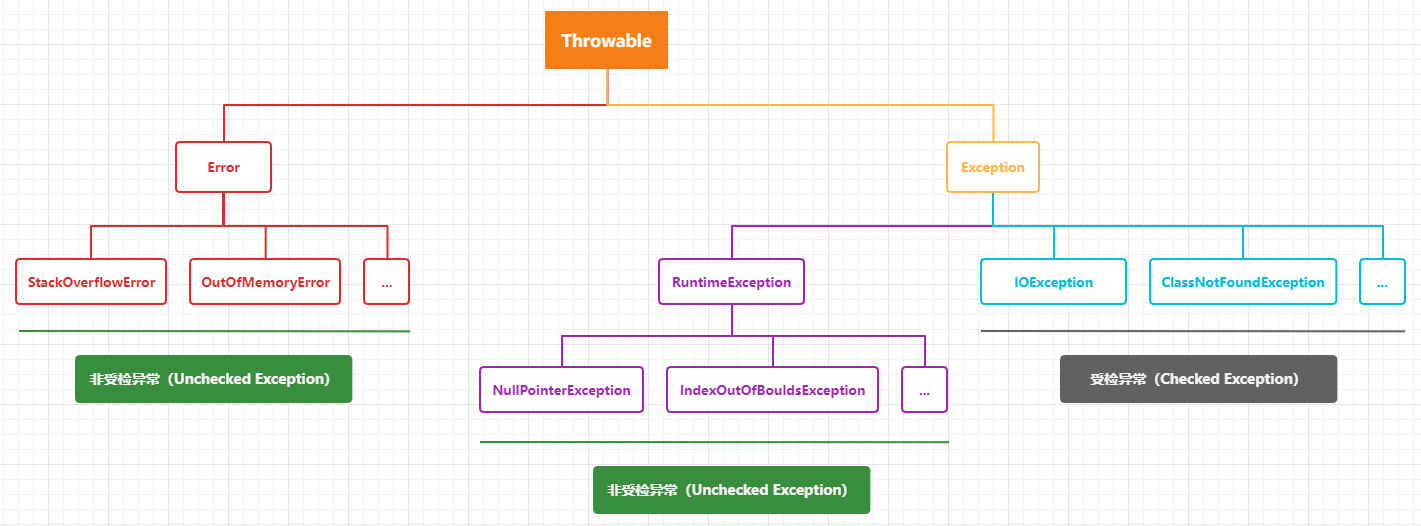 Throwable
Error
Exception
StackOverflowError
OutOfMemoryError
...
RuntimeException
IOException
ClassNotFoundException
...
非受检异常（Unchecked Exception）
受检异常（Checked Exception）
NullPointerException
IndexOutOfBouldsException
...
非受检异常（Unchecked Exception）